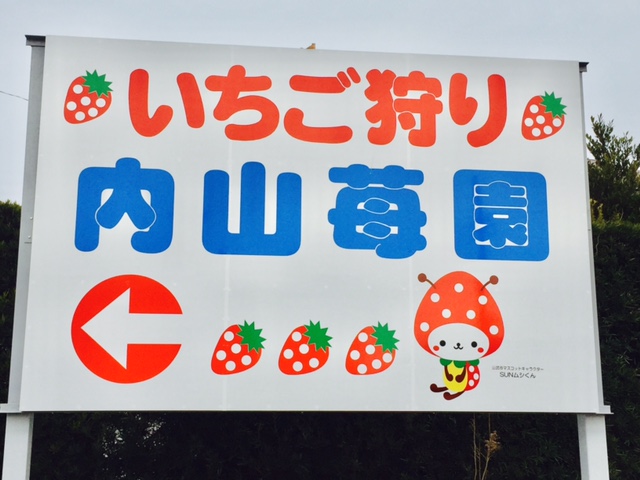 いちご狩り
内山苺園
山武市マスコットキャラクター
SUNムシくん